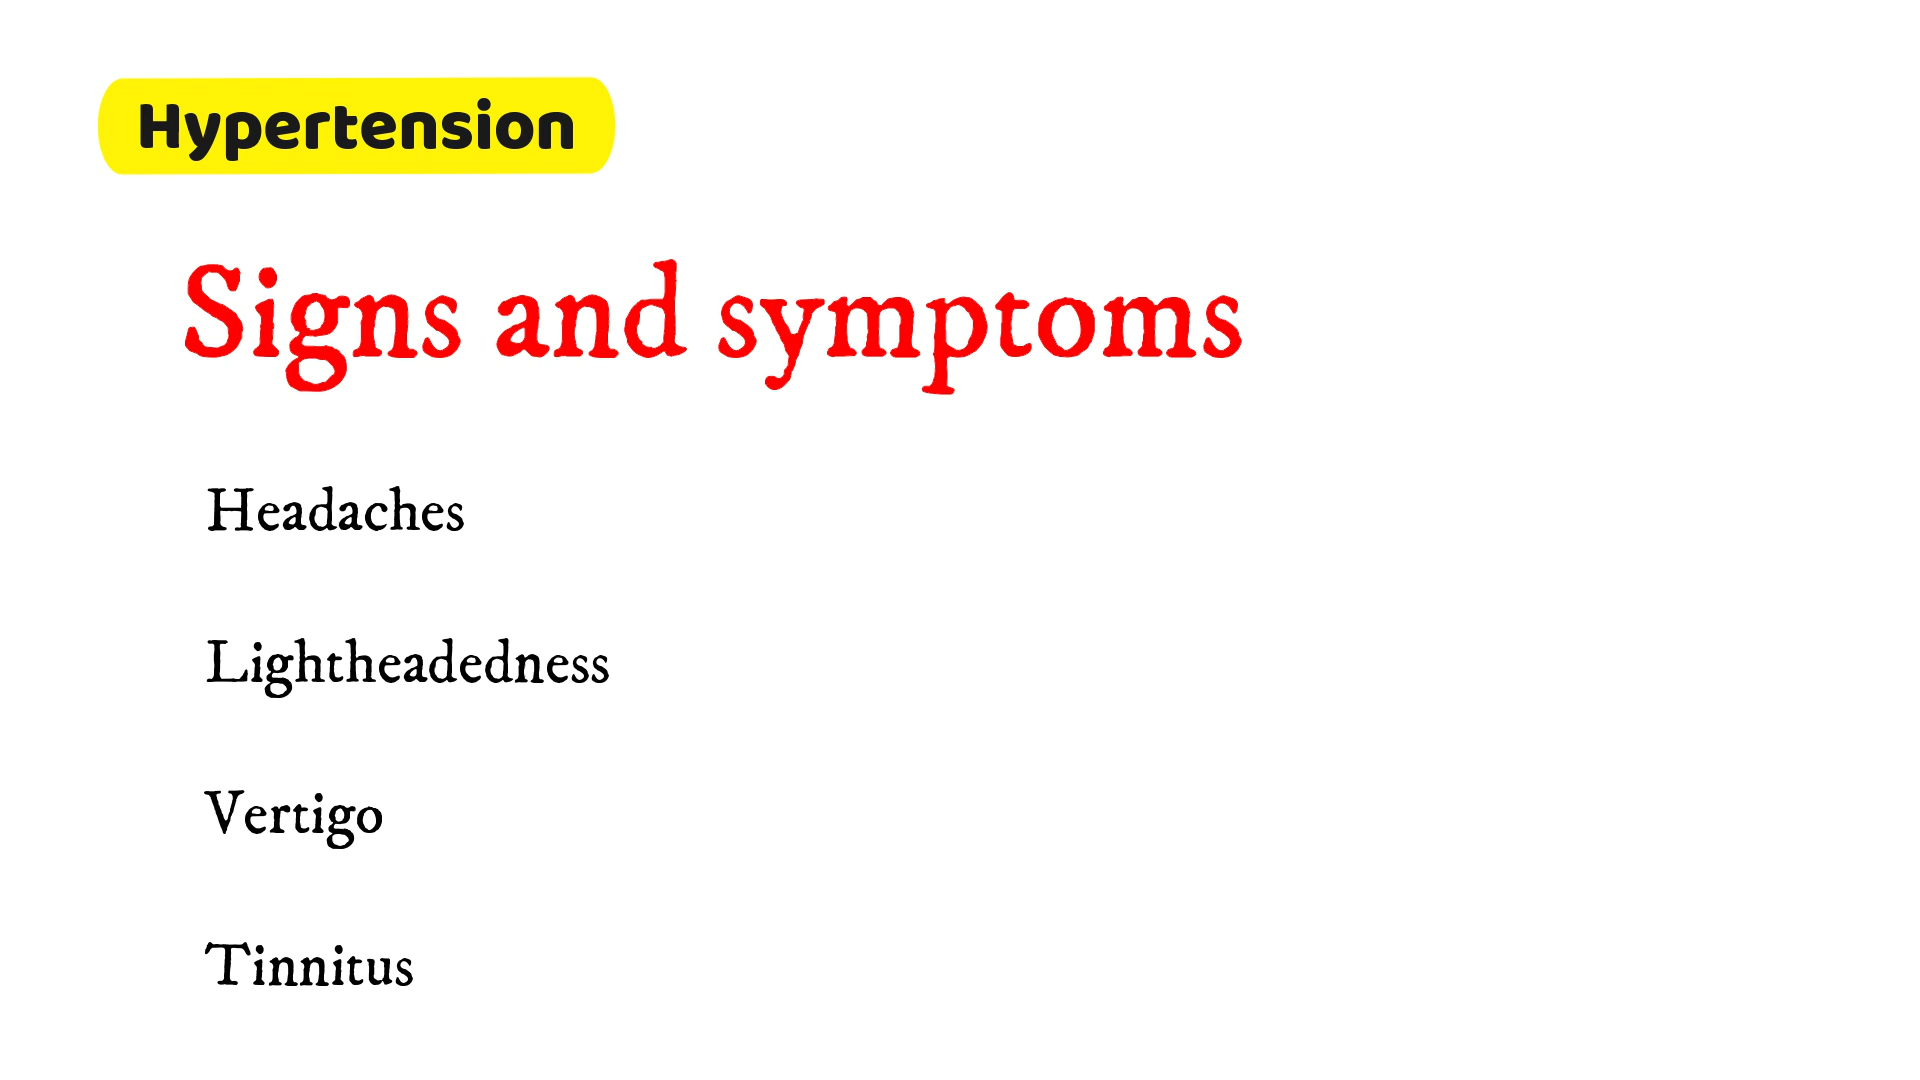 Hypertension
Signs and symptoms
Headaches
Lightheadedness
Vertigo
Tinnitus